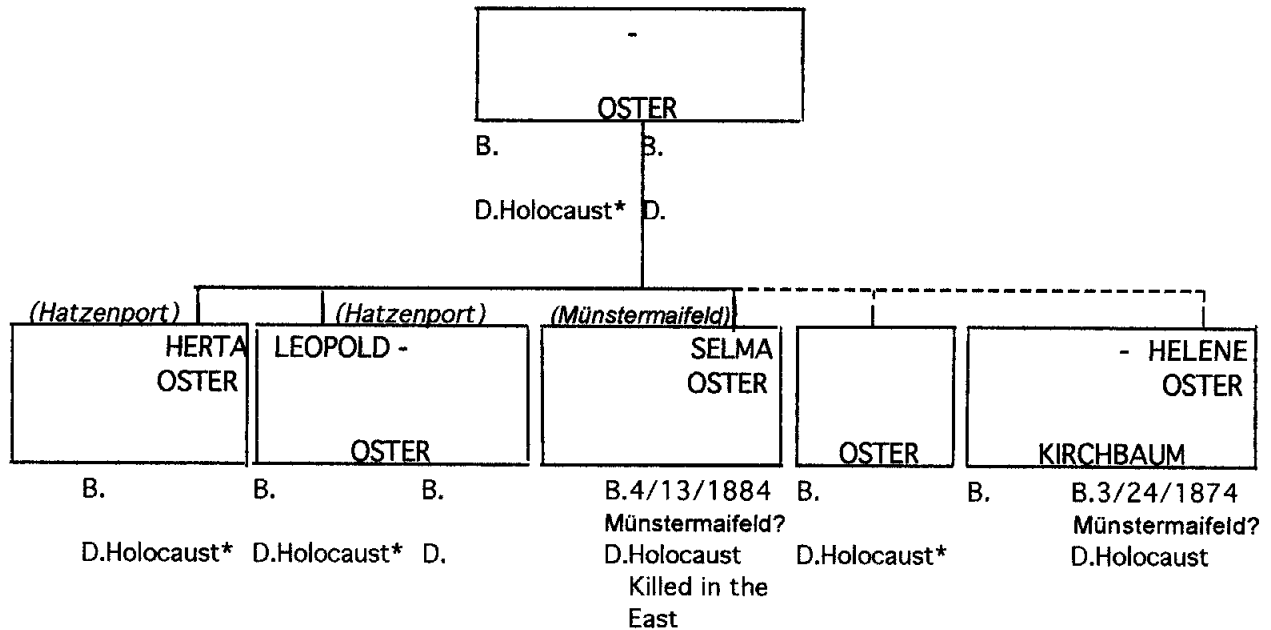 -
OSTER
B. B.
D.Holocaust* D.
(Hatzenport) (Hatzenport) (Münstermaifeld)
HERTA LEOPOLD - SELMA - HELENE
OSTER OSTER OSTER
OSTER OSTER KIRCHBAUM
B. B. B. B.4/13/1884 B. B. B.3/24/1874
Münstermaifeld? Münstermaifeld?
D.Holocaust* D.Holocaust* D. D.Holocaust D.Holocaust* D.Holocaust
Killed in the
East